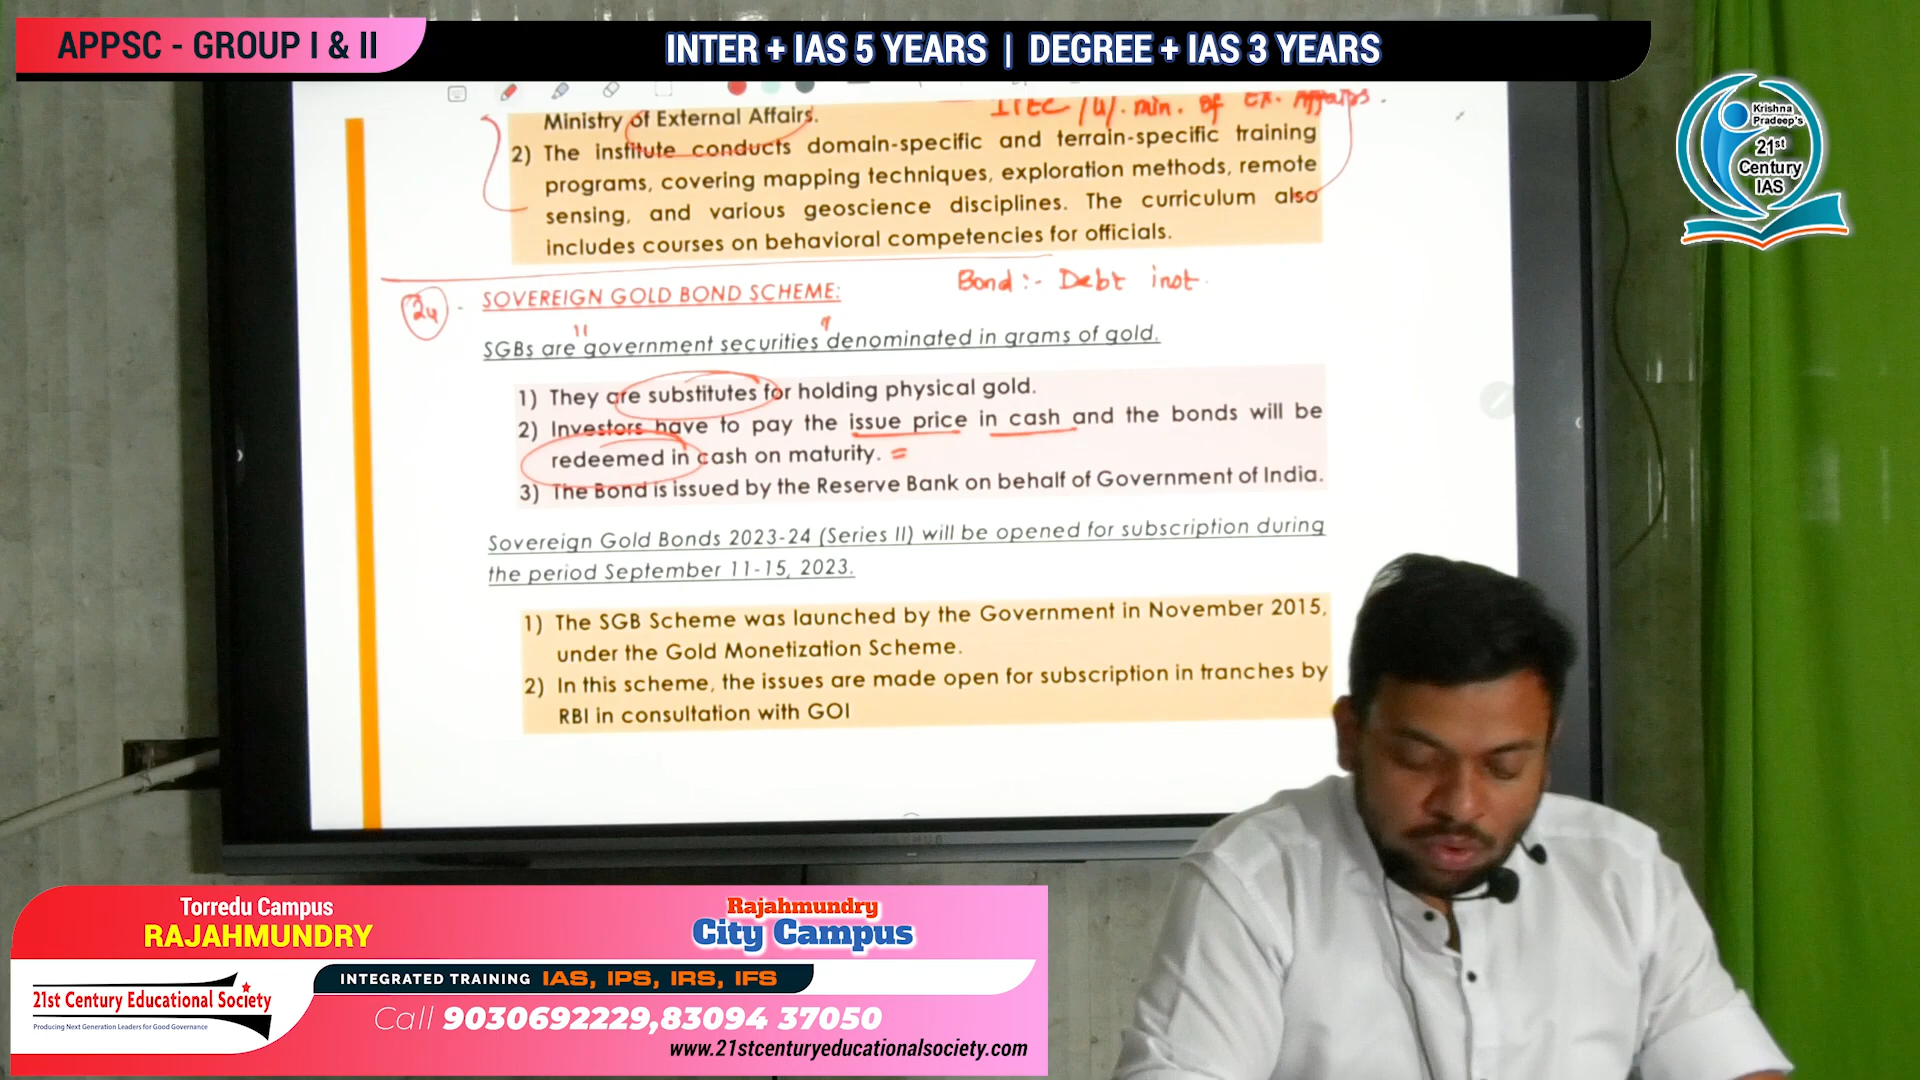 APPSC - GROUP I & II
INTER + IAS 5 YEARS | DEGREE + IAS 3 YEARS
Krishna
Pradeep's
21st
Century
IAS
ITEC /U/. min. of Ex. Affairs.
Ministry of External Affairs.
2) The institute conducts domain-specific and terrain-specific training
programs, covering mapping techniques, exploration methods, remote
sensing, and various geoscience disciplines. The curriculum also
includes courses on behavioral competencies for officials.
Bond :- Debt inst.
24 - SOVEREIGN GOLD BOND SCHEME:
SGBs are government securities denominated in grams of gold.
1) They are substitutes for holding physical gold.
2) Investors have to pay the issue price in cash and the bonds will be
redeemed in cash on maturity. =
3) The Bond is issued by the Reserve Bank on behalf of Government of India.
Sovereign Gold Bonds 2023-24 (Series II) will be opened for subscription during
the period September 11-15, 2023.
1) The SGB Scheme was launched by the Government in November 2015,
under the Gold Monetization Scheme.
2) In this scheme, the issues are made open for subscription in tranches by
RBI in consultation with GOI
Torredu Campus
RAJAHMUNDRY
Rajahmundry
City Campus
21st Century Educational Society
Producing Next Generation Leaders for Good Governance
INTEGRATED TRAINING IAS, IPS, IRS, IFS
Call 9030692229,83094 37050
www.21stcenturyeducationalsociety.com